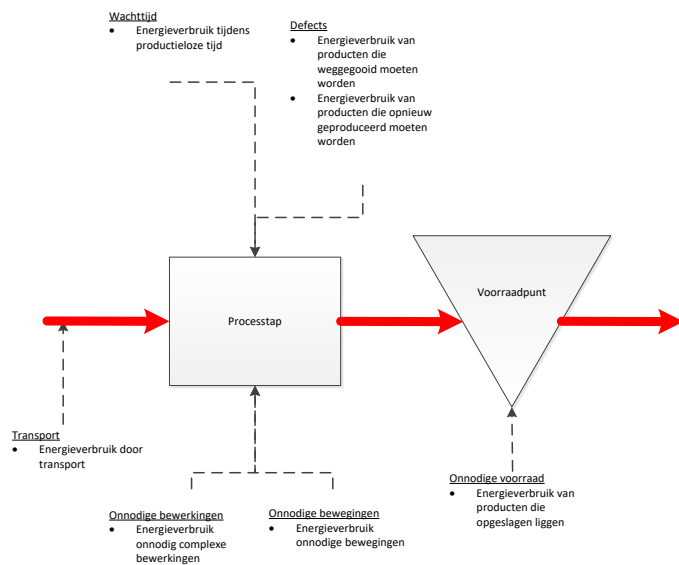 Wachttijd
• Energieverbruik tijdens
productieloze tijd
Defects
• Energieverbruik van
producten die
weggegooid moeten
worden
• Energieverbruik van
producten die opnieuw
geproduceerd moeten
worden
Processtap
Voorraadpunt
Transport
• Energieverbruik door
transport
Onnodige bewerkingen
• Energieverbruik
onnodig complexe
bewerkingen
Onnodige bewegingen
• Energieverbruik
onnodige bewegingen
Onnodige voorraad
• Energieverbruik van
producten die
opgeslagen liggen